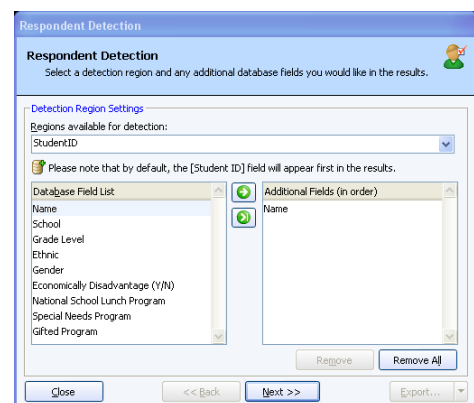 Respondent Detection
Respondent Detection
Select a detection region and any additional database fields you would like in the results.
Detection Region Settings
Regions available for detection:
StudentID
Please note that by default, the [Student ID] field will appear first in the results.
Database Field List
Name
School
Grade Level
Ethnic
Gender
Economically Disadvantage (Y/N)
National School Lunch Program
Special Needs Program
Gifted Program
Additional Fields (in order)
Name
Remove
Remove All
Close
<< Back
Next >>
Export...